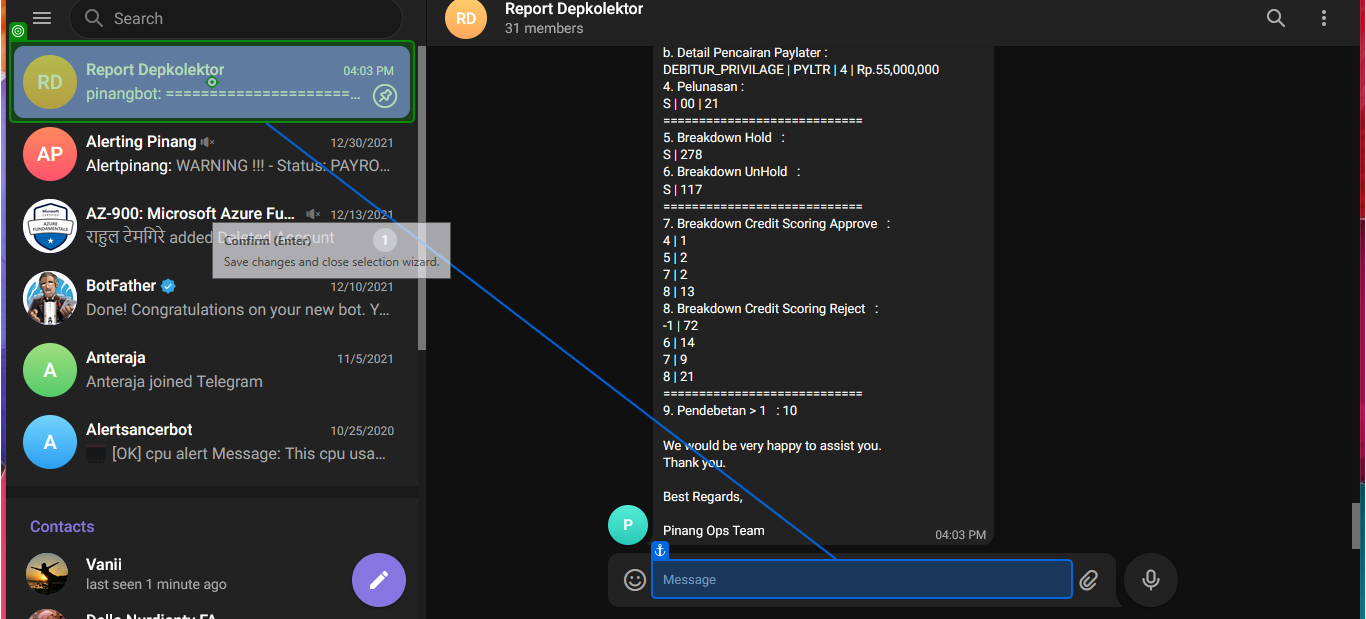 Search
RD
Report Depkolektor
04:03 PM
pinangbot: ======================...
AP
Alerting Pinang
12/30/2021
Alertpinang: WARNING !!! - Status: PAYRO...
AZ-900: Microsoft Azure Fu...
12/13/2021
राहुल टेमगिरे added Deleted Account
Confirm (Enter)
1
Save changes and close selection wizard.
BotFather
12/10/2021
Done! Congratulations on your new bot. Y...
A
Anteraja
11/5/2021
Anteraja joined Telegram
A
Alertsancerbot
10/25/2020
[OK] cpu alert Message: This cpu usa...
Contacts
Vanii
last seen 1 minute ago
RD
Report Depkolektor
31 members
b. Detail Pencairan Paylater :
DEBITUR_PRIVILAGE | PYLTR | 4 | Rp.55,000,000
4. Pelunasan :
S | 00 | 21
============================
5. Breakdown Hold :
S | 278
6. Breakdown UnHold :
S | 117
============================
7. Breakdown Credit Scoring Approve :
4 | 1
5 | 2
7 | 2
8 | 13
8. Breakdown Credit Scoring Reject :
-1 | 72
6 | 14
7 | 9
8 | 21
============================
9. Pendebetan > 1 : 10
We would be very happy to assist you.
Thank you.
Best Regards,
Pinang Ops Team
04:03 PM
P
Message